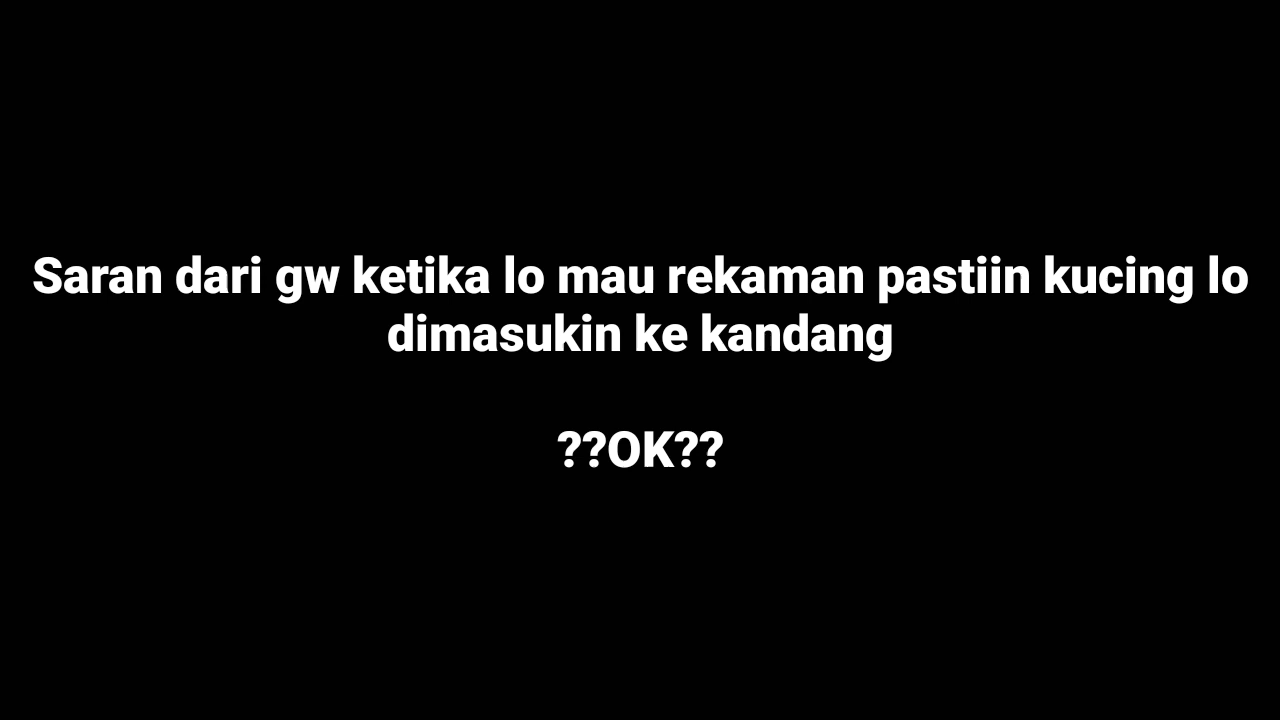 Saran dari gw ketika lo mau rekaman pastiin kucing lo
dimasukin ke kandang
??OK??